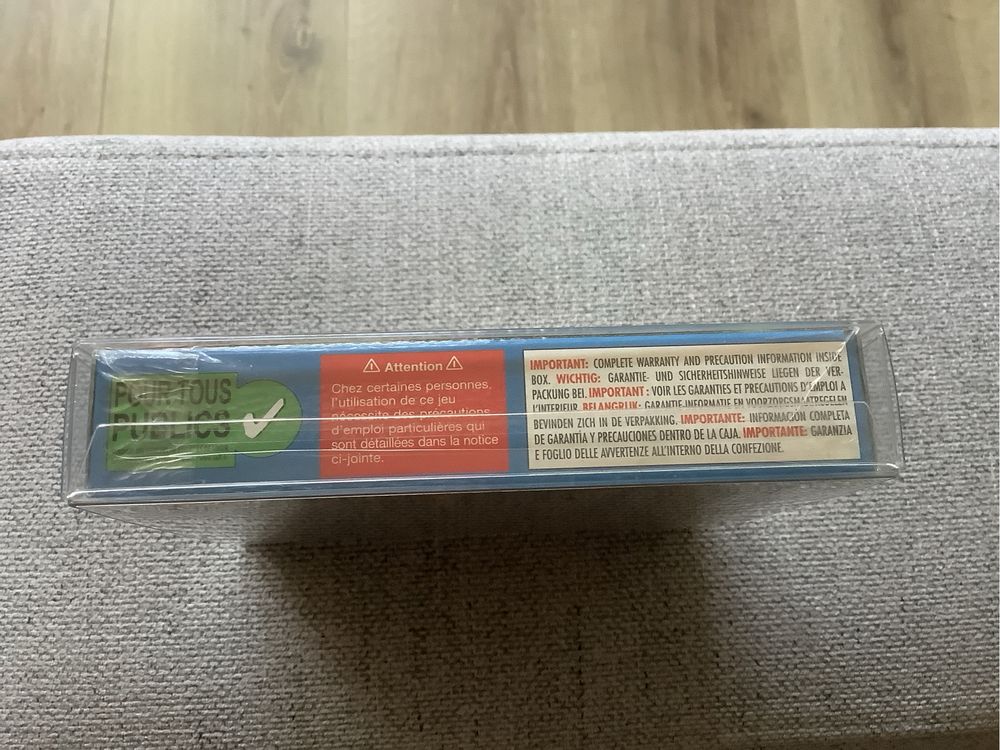 POUR TOUS
PUBLICS
Attention
Chez certaines personnes,
l'utilisation de ce jeu
nécessite des précautions
d'emploi particulières qui
sont détaillées dans la notice
ci-jointe.
IMPORTANT: COMPLETE WARRANTY AND PRECAUTION INFORMATION INSIDE
BOX. WICHTIG: GARANTIE- UND SICHERHEITSHINWEISE LIEGEN DER VER-
PACKUNG BEI. IMPORTANT : VOIR LES GARANTIES ET PRECAUTIONS D'EMPLOI A
L'INTERIEUR. BELANGRIJK: GARANTIE INFORMATIE EN VOORZORGSMAATREGELEN
BEVINDEN ZICH IN DE VERPAKKING. IMPORTANTE: INFORMACIÓN COMPLETA
DE GARANTÍA Y PRECAUCIONES DENTRO DE LA CAJA. IMPORTANTE: GARANZIA
E FOGLIO DELLE AVVERTENZE ALL'INTERNO DELLA CONFEZIONE.